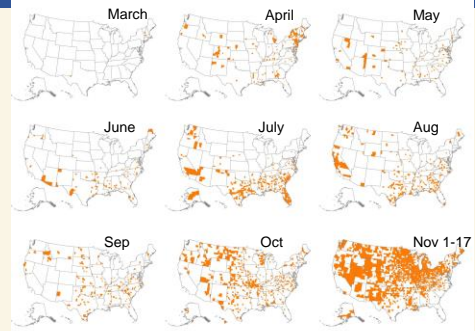 March
April
May
June
July
Aug
Sep
Oct
Nov 1-17